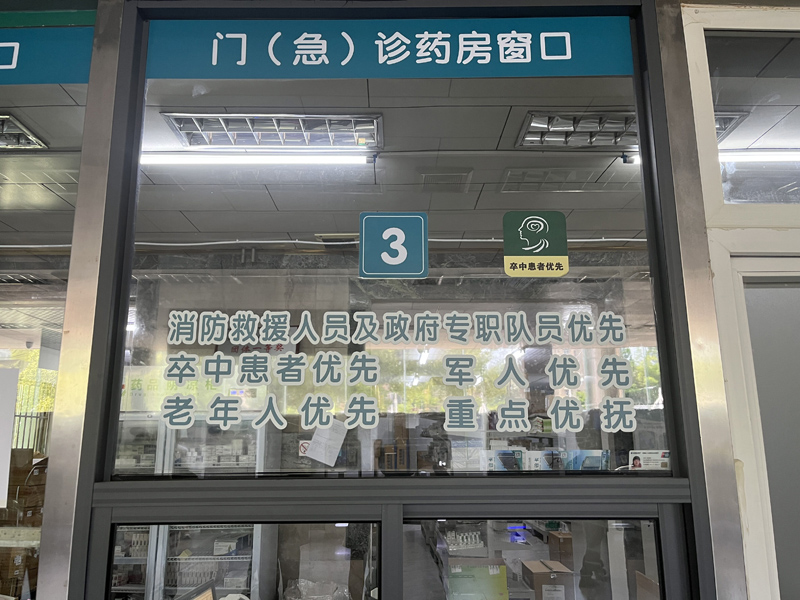 门（急）诊药房窗口
口
3
卒中患者优先
消防救援人员及政府专职队员优先
卒中患者优先 军人优先
老年人优先 重点优抚